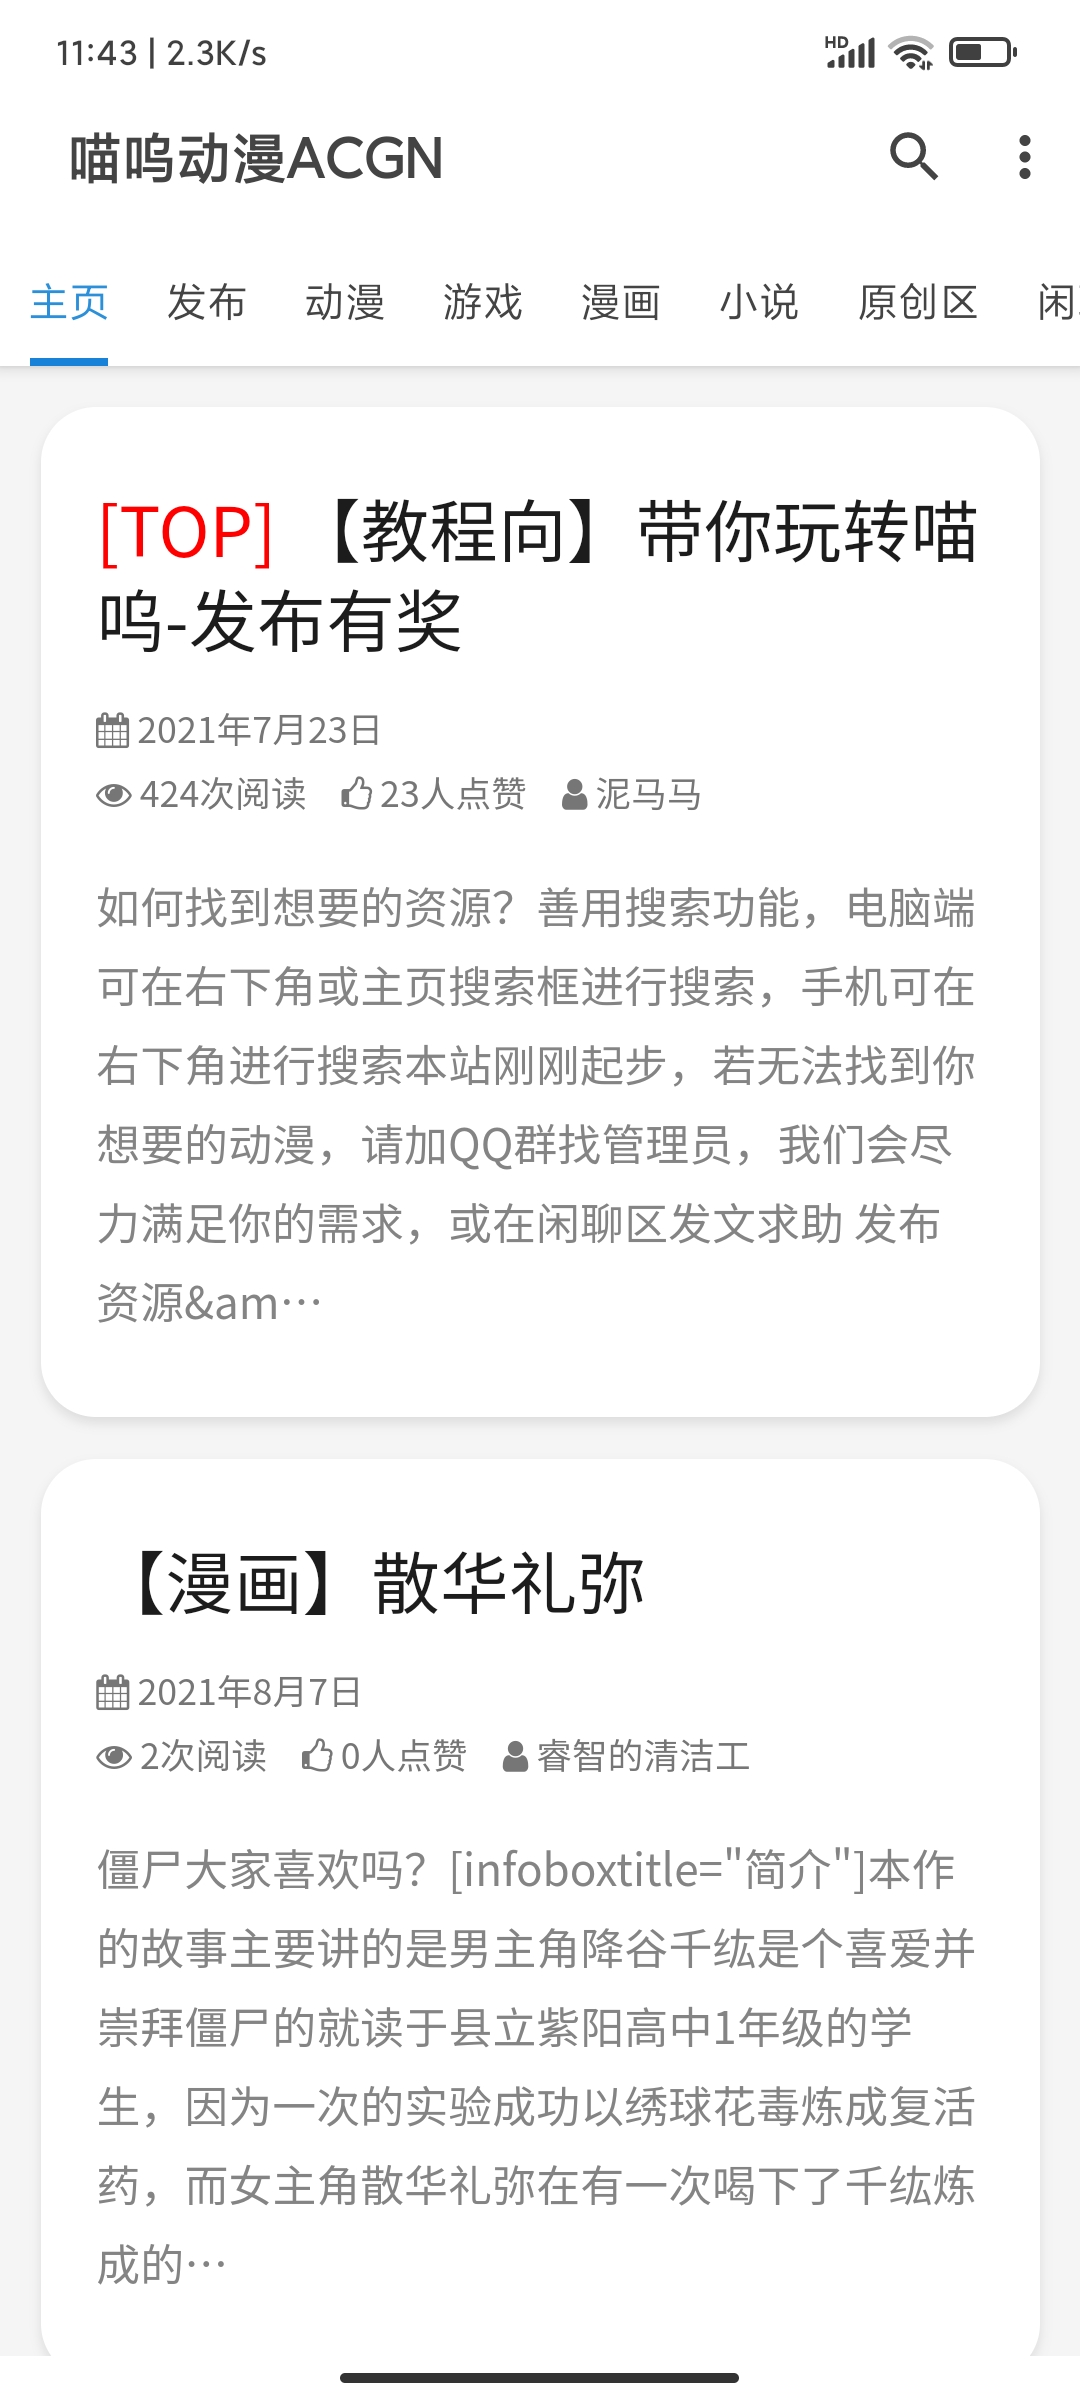 11:43 | 2.3K/s
HD
喵呜动漫ACGN
主页 发布 动漫 游戏 漫画 小说 原创区 闲
[TOP] 【教程向】带你玩转喵
呜-发布有奖
2021年7月23日
424次阅读 23人点赞 泥马马
如何找到想要的资源？善用搜索功能，电脑端
可在右下角或主页搜索框进行搜索，手机可在
右下角进行搜索本站刚刚起步，若无法找到你
想要的动漫，请加QQ群找管理员，我们会尽
力满足你的需求，或在闲聊区发文求助 发布
资源&am…
【漫画】散华礼弥
2021年8月7日
2次阅读 0人点赞 睿智的清洁工
僵尸大家喜欢吗？[infoboxtitle="简介"]本作
的故事主要讲的是男主角降谷千纮是个喜爱并
崇拜僵尸的就读于县立紫阳高中1年级的学
生，因为一次的实验成功以绣球花毒炼成复活
药，而女主角散华礼弥在有一次喝下了千纮炼
成的…